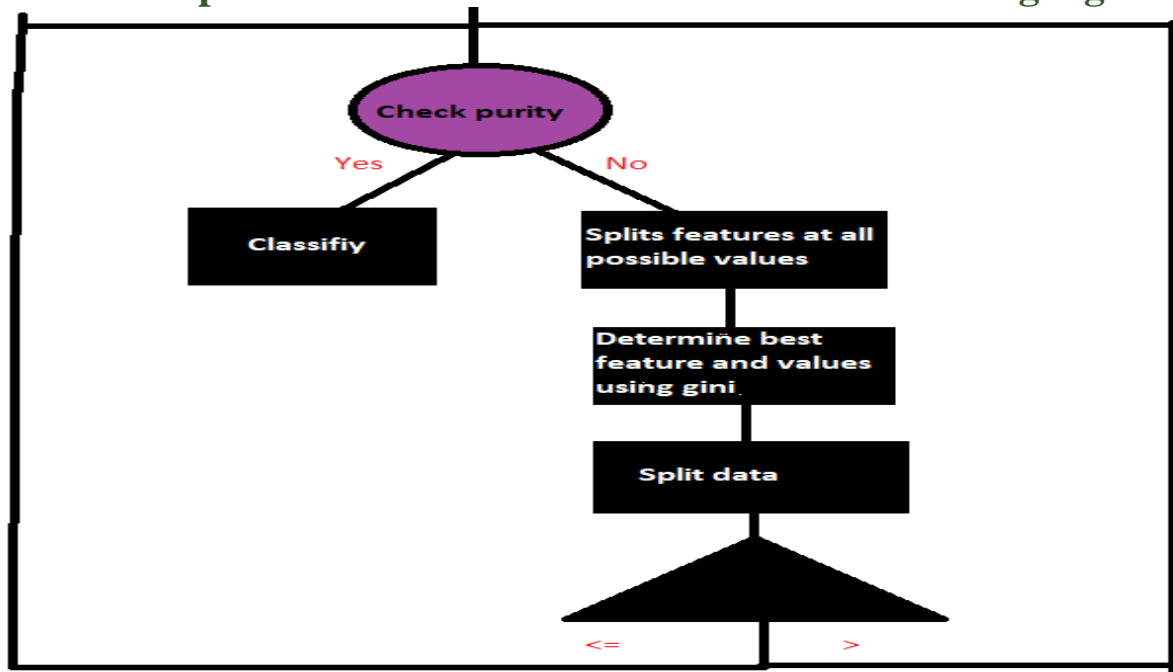 Check purity
Yes
No
Classifiy
Splits features at all
possible values
Determine best
feature and values
using gini
Split data
<=
>